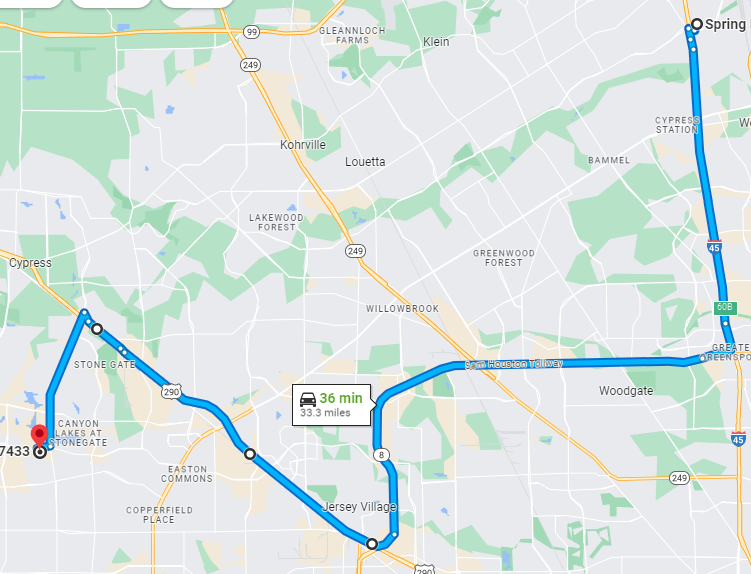 99
GLEANNLOCH
FARMS
Klein
Spring
249
CYPRESS
STATION
Kohrville
Louetta
BAMMEL
LAKEWOOD
FOREST
45
249
GREENWOOD
FOREST
Cypress
60B
WILLOWBROOK
GREATE
GREENSPO
STONE GATE
Sam Houston Tollway
290
36 min
33.3 miles
Woodgate
CANYON
LAKES AT
STONEGATE
7433
8
45
EASTON
COMMONS
249
COPPERFIELD
PLACE
Jersey Village
290